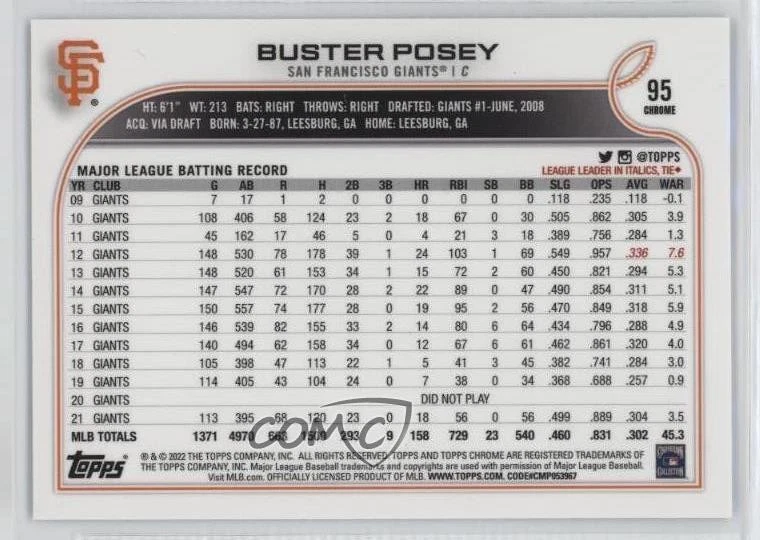 SF ®
BUSTER POSEY
SAN FRANCISCO GIANTS® | C
95
CHROME
HT: 6'1" WT: 213 BATS: RIGHT THROWS: RIGHT DRAFTED: GIANTS #1-JUNE, 2008
ACQ: VIA DRAFT BORN: 3-27-87, LEESBURG, GA HOME: LEESBURG, GA
@TOPPS
MAJOR LEAGUE BATTING RECORD LEAGUE LEADER IN ITALICS, TIE♦
YR CLUB G AB R H 2B 3B HR RBI SB BB SLG OPS AVG WAR
09 GIANTS 7 17 1 2 0 0 0 0 0 0 .118 .235 .118 -0.1
10 GIANTS 108 406 58 124 23 2 18 67 0 30 .505 .862 .305 3.9
11 GIANTS 45 162 17 46 5 0 4 21 3 18 .389 .756 .284 1.3
12 GIANTS 148 530 78 178 39 1 24 103 1 69 .549 .957 .336 7.6
13 GIANTS 148 520 61 153 34 1 15 72 2 60 .450 .821 .294 5.3
14 GIANTS 147 547 72 170 28 2 22 89 0 47 .490 .854 .311 5.1
15 GIANTS 150 557 74 177 28 0 19 95 2 56 .470 .849 .318 5.9
16 GIANTS 146 539 82 155 33 2 14 80 6 64 .434 .796 .288 4.9
17 GIANTS 140 494 62 158 34 0 12 67 6 61 .462 .861 .320 4.0
18 GIANTS 105 398 47 113 22 1 5 41 3 45 .382 .741 .284 3.0
19 GIANTS 114 405 43 104 24 0 7 38 0 34 .368 .688 .257 0.9
20 GIANTS DID NOT PLAY
21 GIANTS 113 395 68 120 23 0 18 56 0 56 .499 .889 .304 3.5
MLB TOTALS 1371 4970 663 1500 293 9 158 729 23 540 .460 .831 .302 45.3
COMC
Topps
® & © 2022 THE TOPPS COMPANY, INC. ALL RIGHTS RESERVED. TOPPS AND TOPPS CHROME ARE REGISTERED TRADEMARKS OF
THE TOPPS COMPANY, INC. Major League Baseball trademarks and copyrights are used with permission of Major League Baseball.
Visit MLB.com. OFFICIALLY LICENSED PRODUCT OF MLB. WWW.TOPPS.COM. CODE#CMP053967